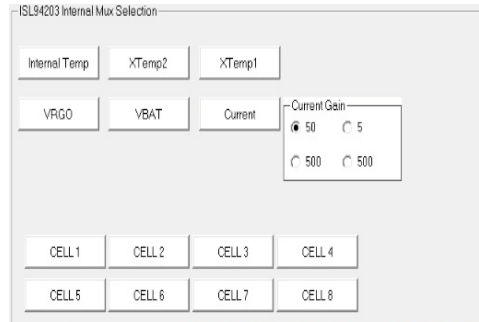 ISL94203 Internal Mux Selection
Internal Temp XTemp2 XTemp1
VRGO VBAT Current
Current Gain
50 5
500 500
CELL 1 CELL 2 CELL 3 CELL 4
CELL 5 CELL 6 CELL 7 CELL 8